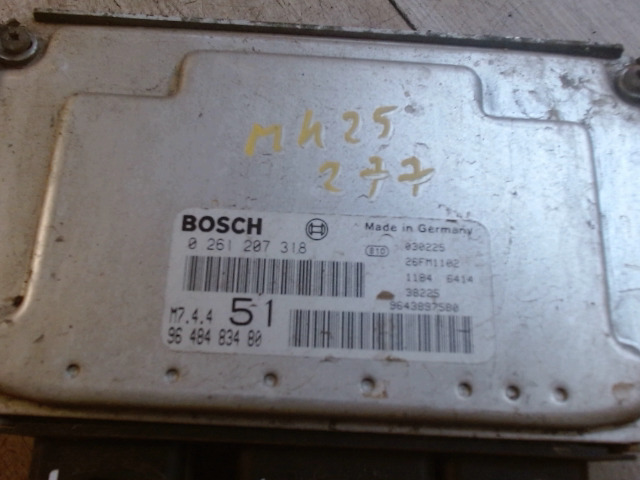 MH25
277
BOSCH
Made in Germany
0 261 207 318
810
030225
26FM1102
1184 6414
38225
9643897580
M7.4.4 51
96 484 834 80